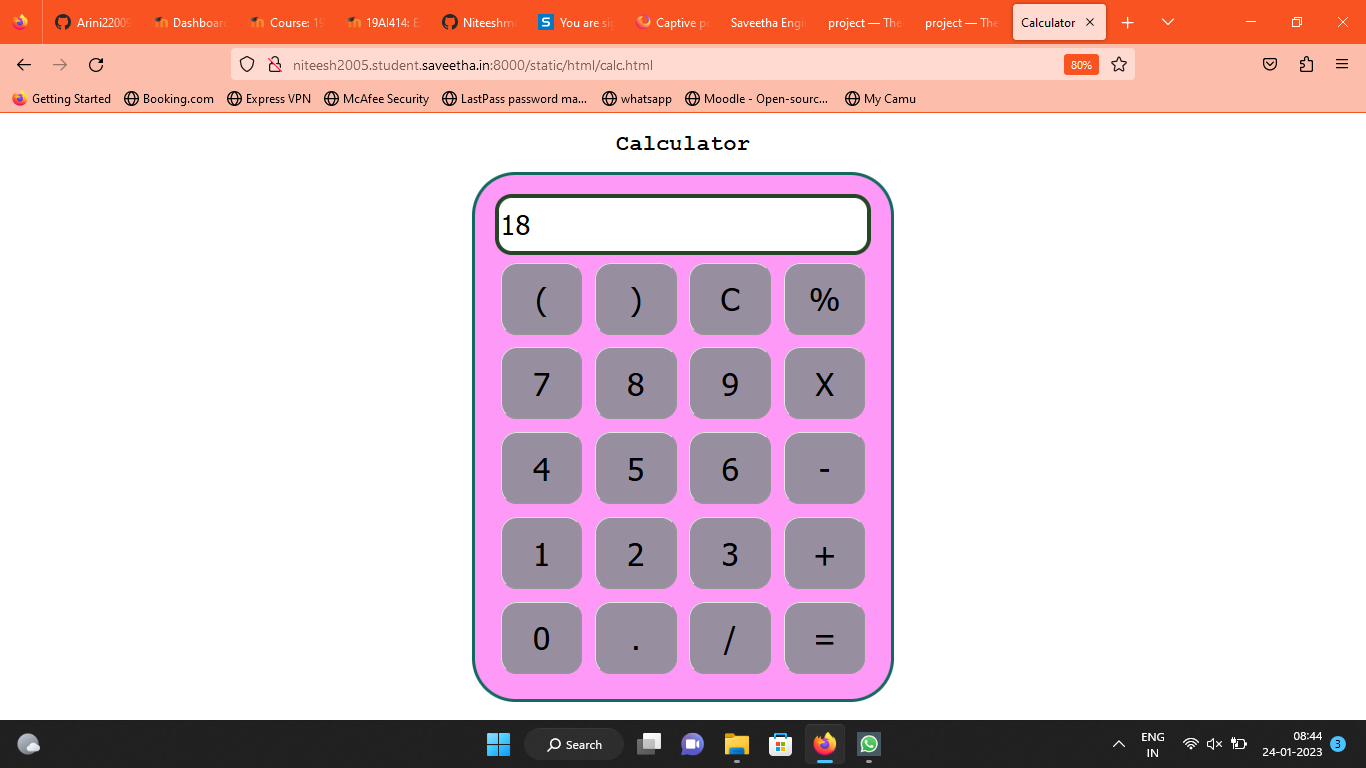 Arini22009 Dashboard Course: 19 19AI414: E Niteeshm You are si Captive p Saveetha Engi project — The project — The Calculator
niteesh2005.student.saveetha.in:8000/static/html/calc.html 80%
Getting Started Booking.com Express VPN McAfee Security LastPass password ma... whatsapp Moodle - Open-sourc... My Camu
Calculator
18
( ) C %
7 8 9 X
4 5 6 -
1 2 3 +
0 . / =
Search
ENG
IN
08:44
24-01-2023
3